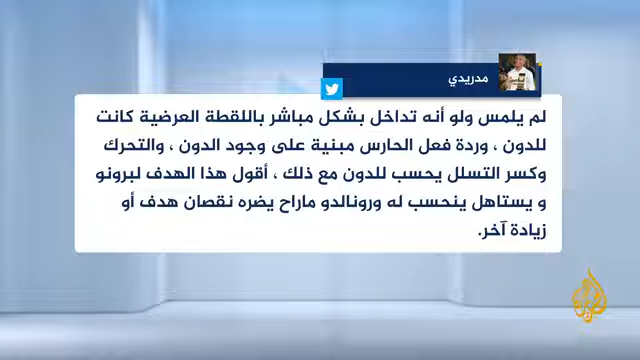 مدريدي
لم يلمس ولو أنه تداخل بشكل مباشر باللقطة العرضية كانت
للدون ، وردة فعل الحارس مبنية على وجود الدون ، والتحرك
وكسر التسلل يحسب للدون مع ذلك ، أقول هذا الهدف لبرونو
و يستاهل ينحسب له ورونالدو ماراح يضره نقصان هدف أو
زيادة آخر.